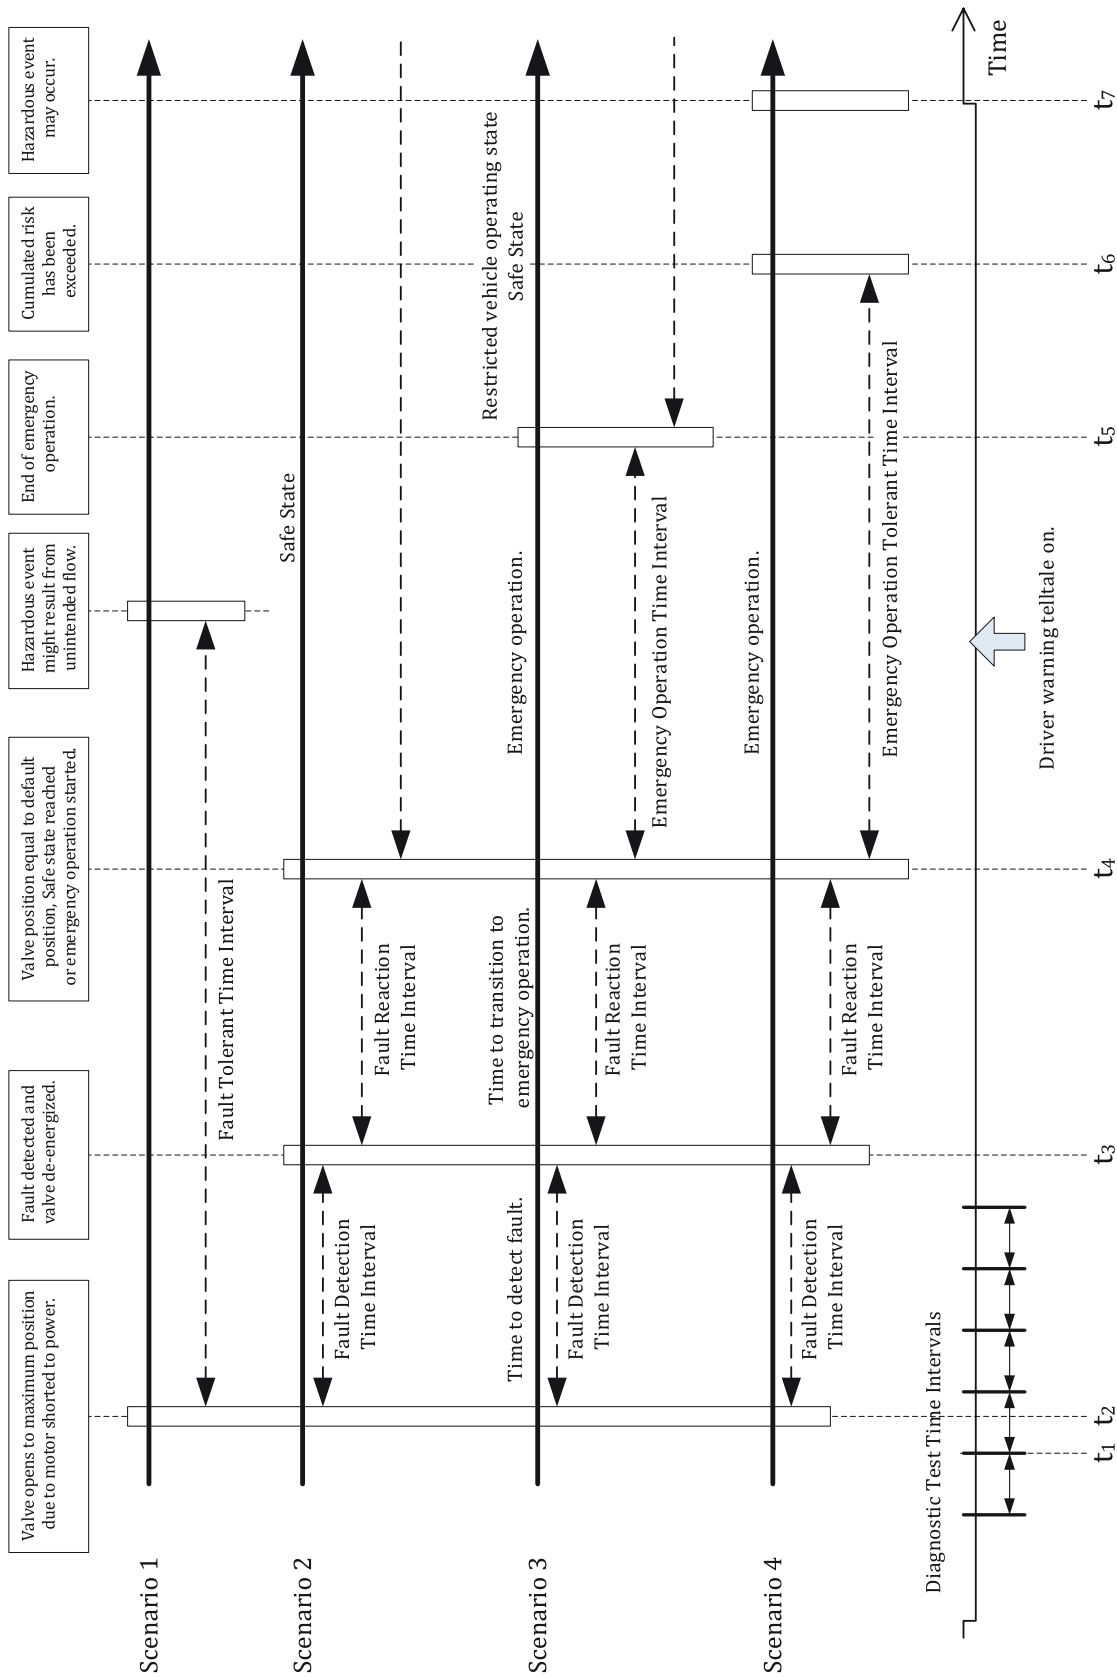 Valve opens to maximum position
due to motor shorted to power.
Fault detected and
valve de-energized.
Valve position equal to default
position, Safe state reached
or emergency operation started.
Hazardous event
might result from
unintended flow.
End of emergency
operation.
Cumulated risk
has been
exceeded.
Hazardous event
may occur.
Scenario 1
Fault Tolerant Time Interval
Scenario 2
Safe State
Fault Detection
Time Interval
Fault Reaction
Time Interval
Scenario 3
Time to detect fault.
Time to transition to
emergency operation.
Emergency operation.
Restricted vehicle operating state
Safe State
Fault Detection
Time Interval
Fault Reaction
Time Interval
Emergency Operation Time Interval
Scenario 4
Emergency operation.
Fault Detection
Time Interval
Fault Reaction
Time Interval
Emergency Operation Tolerant Time Interval
Diagnostic Test Time Intervals
Time
Driver warning telltale on.
t1
t2
t3
t4
t5
t6
t7